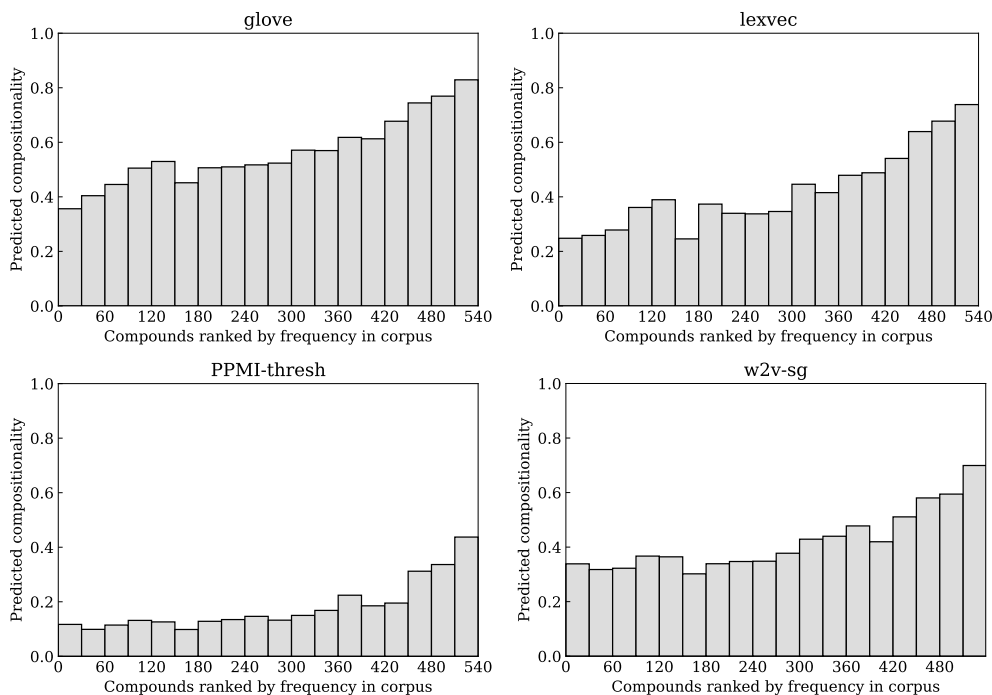 glove
1.0
0.8
0.6
0.4
0.2
0.0
Predicted compositionality
0 60 120 180 240 300 360 420 480 540
Compounds ranked by frequency in corpus
lexvec
1.0
0.8
0.6
0.4
0.2
0.0
Predicted compositionality
0 60 120 180 240 300 360 420 480 540
Compounds ranked by frequency in corpus
PPMI-thresh
1.0
0.8
0.6
0.4
0.2
0.0
Predicted compositionality
0 60 120 180 240 300 360 420 480 540
Compounds ranked by frequency in corpus
w2v-sg
1.0
0.8
0.6
0.4
0.2
0.0
Predicted compositionality
0 60 120 180 240 300 360 420 480
Compounds ranked by frequency in corpus